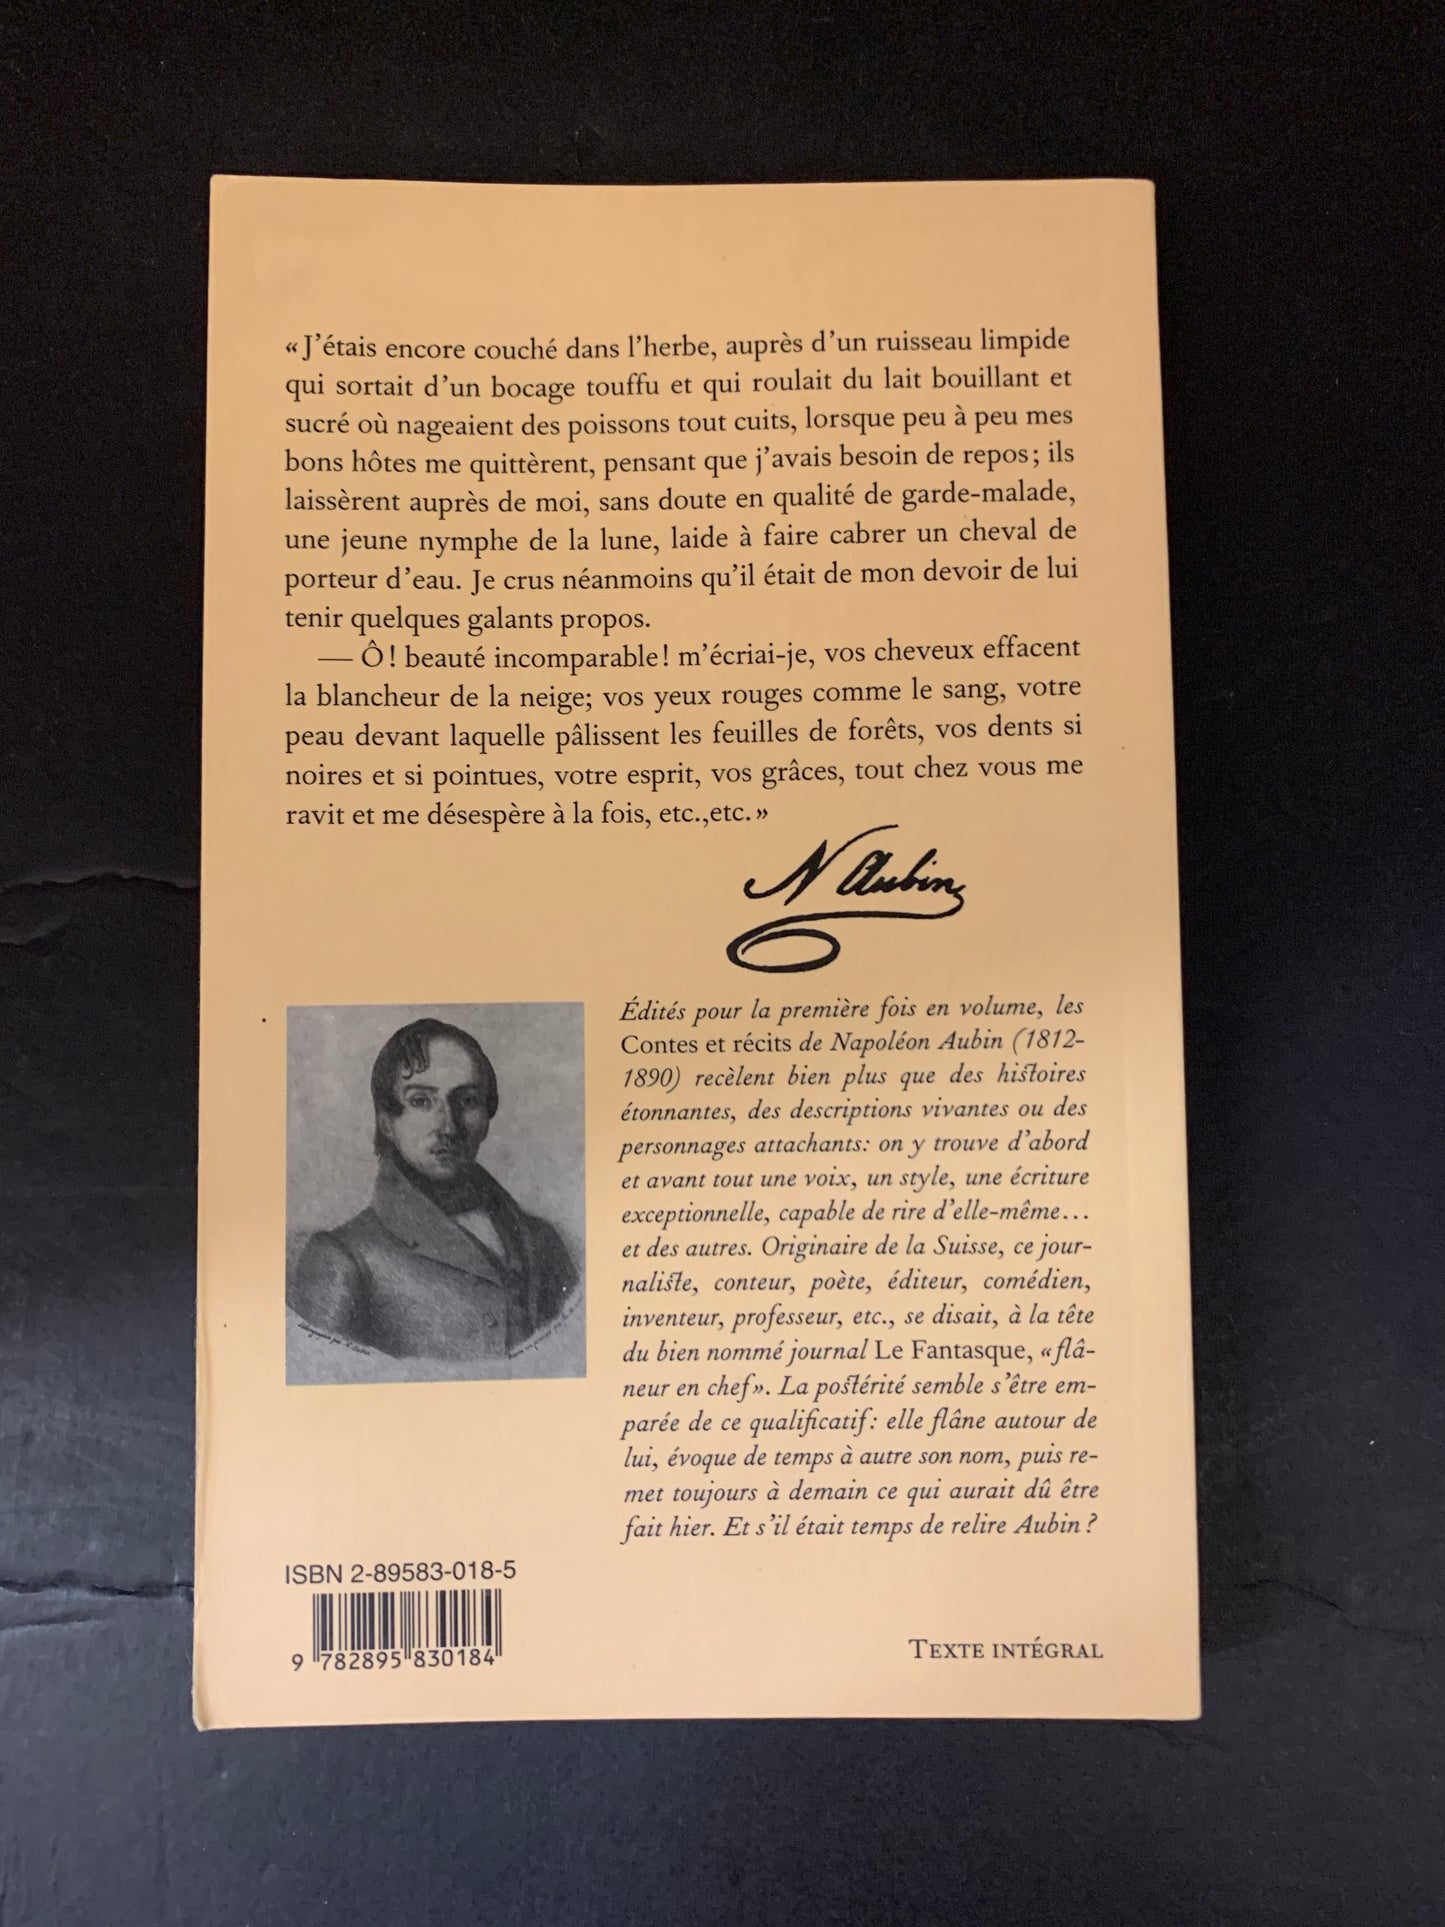 « J'étais encore couché dans l'herbe, auprès d'un ruisseau limpide
qui sortait d'un bocage touffu et qui roulait du lait bouillant et
sucré où nageaient des poissons tout cuits, lorsque peu à peu mes
bons hôtes me quittèrent, pensant que j'avais besoin de repos ; ils
laissèrent auprès de moi, sans doute en qualité de garde-malade,
une jeune nymphe de la lune, laide à faire cabrer un cheval de
porteur d'eau. Je crus néanmoins qu'il était de mon devoir de lui
tenir quelques galants propos.
— Ô ! beauté incomparable ! m'écriai-je, vos cheveux effacent
la blancheur de la neige; vos yeux rouges comme le sang, votre
peau devant laquelle pâlissent les feuilles de forêts, vos dents si
noires et si pointues, votre esprit, vos grâces, tout chez vous me
ravit et me désespère à la fois, etc.,etc. »
N Aubin
Édités pour la première fois en volume, les
Contes et récits de Napoléon Aubin (1812-
1890) recèlent bien plus que des histoires
étonnantes, des descriptions vivantes ou des
personnages attachants: on y trouve d'abord
et avant tout une voix, un style, une écriture
exceptionnelle, capable de rire d'elle-même…
et des autres. Originaire de la Suisse, ce jour-
naliste, conteur, poète, éditeur, comédien,
inventeur, professeur, etc., se disait, à la tête
du bien nommé journal Le Fantasque, « flâ-
neur en chef ». La postérité semble s'être em-
parée de ce qualificatif : elle flâne autour de
lui, évoque de temps à autre son nom, puis re-
met toujours à demain ce qui aurait dû être
fait hier. Et s'il était temps de relire Aubin ?
ISBN 2-89583-018-5
9 782895 830184
TEXTE INTÉGRAL